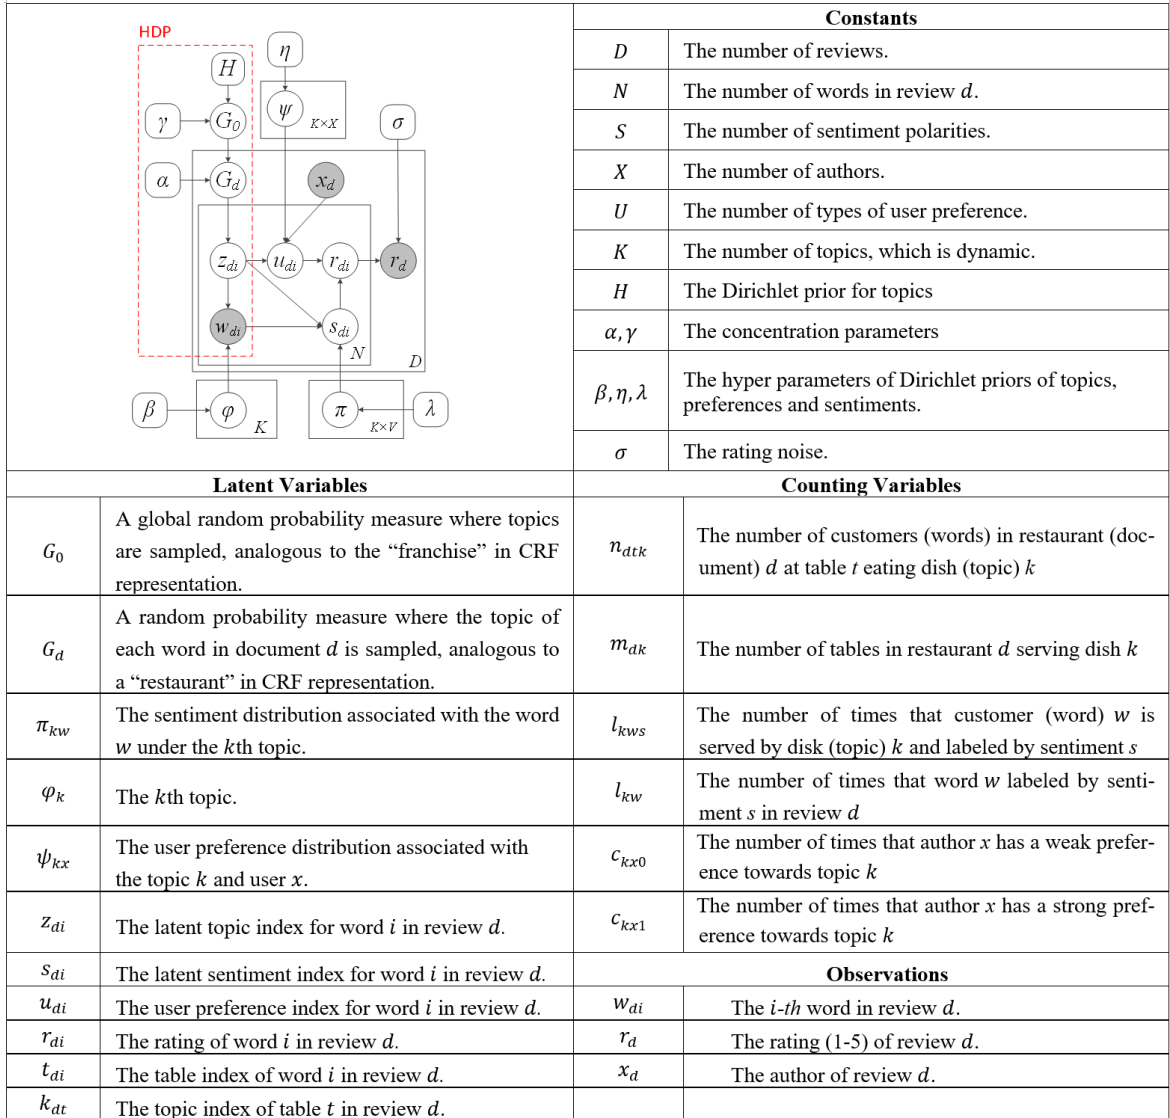 HDP
η
H
ψ
K×X
γ
G0
σ
α
Gd
xd
zdi
udi
rdi
rd
wdi
sdi
N
D
β
φ
K
π
K×V
λ
Constants
D The number of reviews.
N The number of words in review d.
S The number of sentiment polarities.
X The number of authors.
U The number of types of user preference.
K The number of topics, which is dynamic.
H The Dirichlet prior for topics
α, γ The concentration parameters
β, η, λ The hyper parameters of Dirichlet priors of topics,
preferences and sentiments.
σ The rating noise.
Latent Variables
G0 A global random probability measure where topics
are sampled, analogous to the “franchise” in CRF
representation.
Gd A random probability measure where the topic of
each word in document d is sampled, analogous to
a “restaurant” in CRF representation.
πkw The sentiment distribution associated with the word
w under the kth topic.
φk The kth topic.
ψkx The user preference distribution associated with
the topic k and user x.
zdi The latent topic index for word i in review d.
sdi The latent sentiment index for word i in review d.
udi The user preference index for word i in review d.
rdi The rating of word i in review d.
tdi The table index of word i in review d.
kdt The topic index of table t in review d.
Counting Variables
ndtk The number of customers (words) in restaurant (doc-
ument) d at table t eating dish (topic) k
mdk The number of tables in restaurant d serving dish k
lkws The number of times that customer (word) w is
served by disk (topic) k and labeled by sentiment s
lkw The number of times that word w labeled by senti-
ment s in review d
ckx0 The number of times that author x has a weak prefer-
ence towards topic k
ckx1 The number of times that author x has a strong pref-
erence towards topic k
Observations
wdi The i-th word in review d.
rd The rating (1-5) of review d.
xd The author of review d.